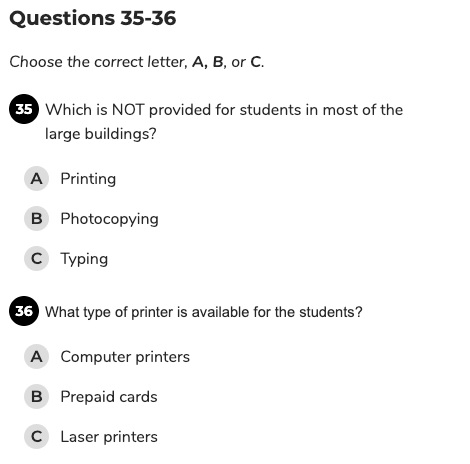 Questions 35-36
Choose the correct letter, A, B, or C.
35 Which is NOT provided for students in most of the
large buildings?
A Printing
B Photocopying
C Typing
36 What type of printer is available for the students?
A Computer printers
B Prepaid cards
C Laser printers